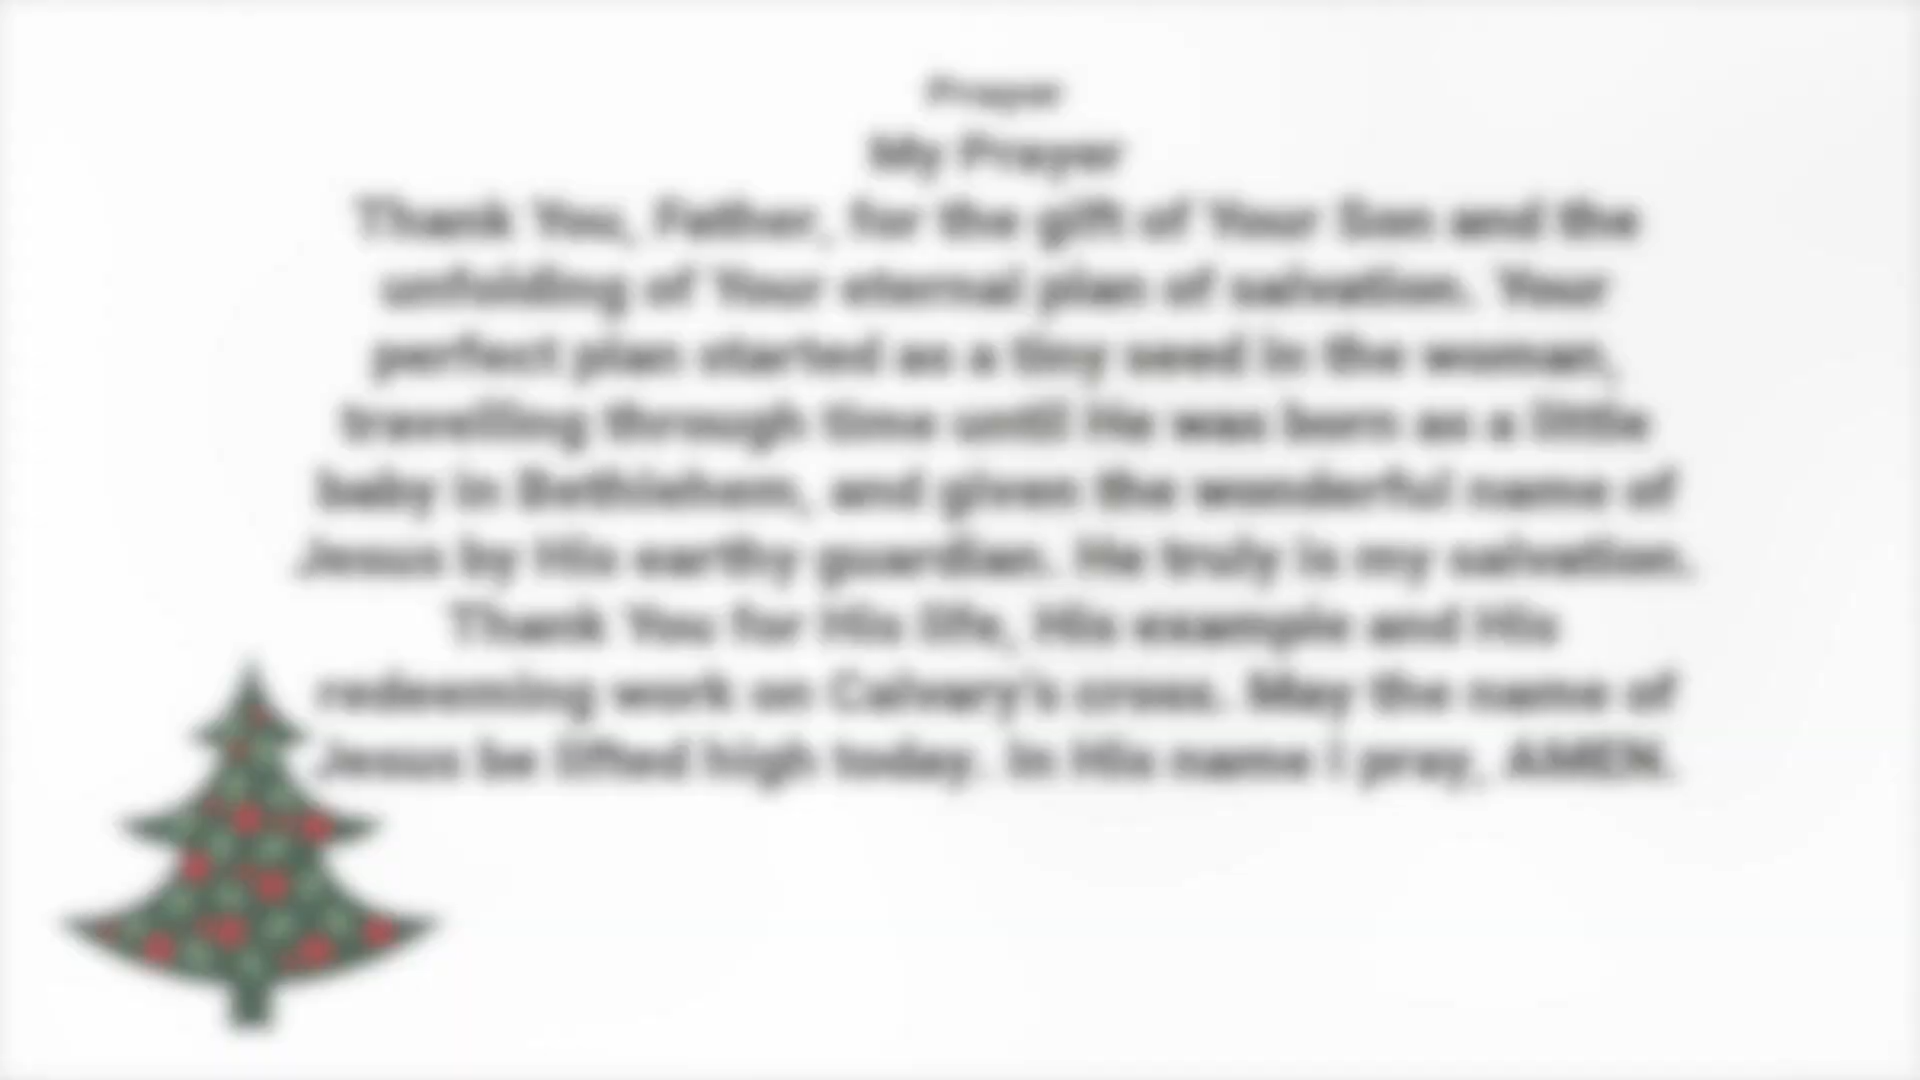 Prayer
My Prayer
Thank You, Father, for the gift of Your Son and the
unfolding of Your eternal plan of salvation. Your
perfect plan started as a tiny seed in the woman,
travelling through time until He was born as a little
baby in Bethlehem, and given the wonderful name of
Jesus by His earthy guardian. He truly is my salvation.
Thank You for His life, His example and His
redeeming work on Calvary's cross. May the name of
Jesus be lifted high today. In His name I pray, AMEN.